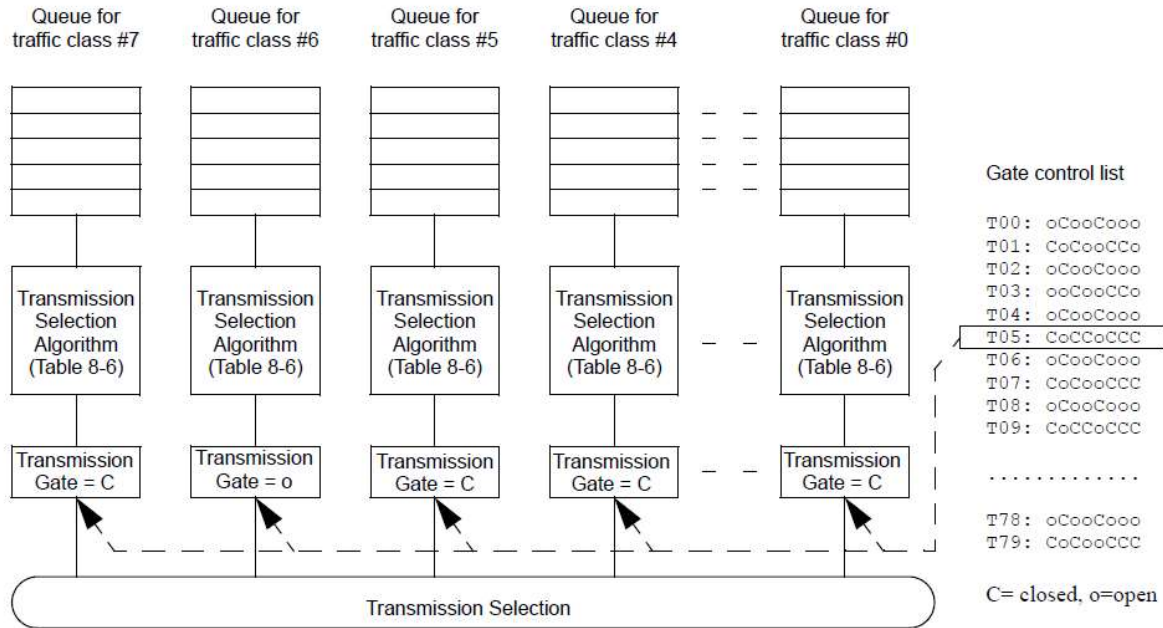 Queue for
traffic class #7
Queue for
traffic class #6
Queue for
traffic class #5
Queue for
traffic class #4
Queue for
traffic class #0
Transmission
Selection
Algorithm
(Table 8-6)
Transmission
Selection
Algorithm
(Table 8-6)
Transmission
Selection
Algorithm
(Table 8-6)
Transmission
Selection
Algorithm
(Table 8-6)
Transmission
Selection
Algorithm
(Table 8-6)
Transmission
Gate = C
Transmission
Gate = o
Transmission
Gate = C
Transmission
Gate = C
Transmission
Gate = C
Transmission Selection
Gate control list
T00: oCooCooo
T01: CoCooCCo
T02: oCooCooo
T03: ooCooCCo
T04: oCooCooo
T05: CoCCoCCC
T06: oCooCooo
T07: CoCooCCC
T08: oCooCooo
T09: CoCCoCCC
. . . . . . . . . . . . .
T78: oCooCooo
T79: CoCooCCC
C= closed, o=open